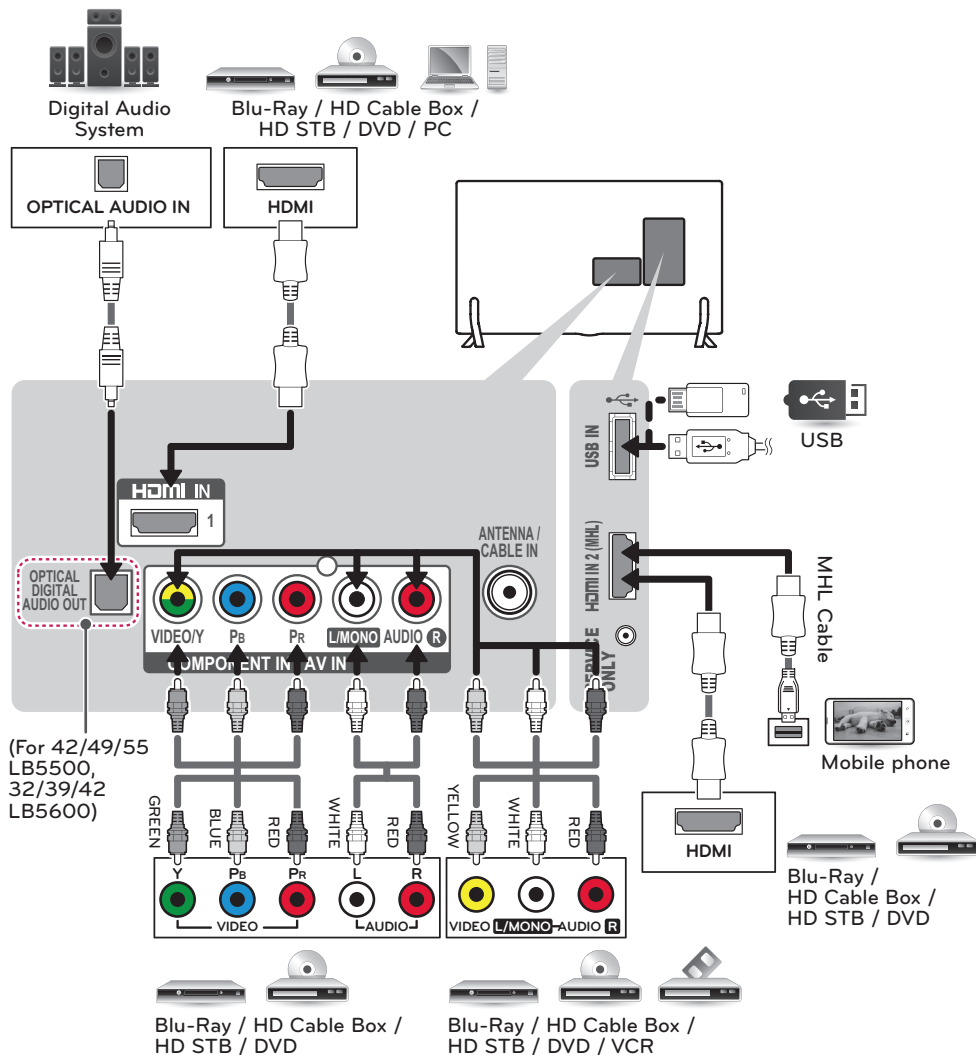 Digital Audio
System
Blu-Ray / HD Cable Box /
HD STB / DVD / PC
OPTICAL AUDIO IN
HDMI
USB IN
USB
HDMI IN
1
ANTENNA /
CABLE IN
HDMI IN 2 (MHL)
MHL Cable
OPTICAL
DIGITAL
AUDIO OUT
VIDEO/Y
PB
PR
L/MONO
AUDIO R
COMPONENT IN / AV IN
SERVICE
ONLY
Mobile phone
(For 42/49/55
LB5500,
32/39/42
LB5600)
GREEN
BLUE
RED
WHITE
RED
YELLOW
WHITE
RED
HDMI
Y
PB
PR
L
R
VIDEO
AUDIO
VIDEO
L/MONO
AUDIO R
Blu-Ray /
HD Cable Box /
HD STB / DVD
Blu-Ray / HD Cable Box /
HD STB / DVD
Blu-Ray / HD Cable Box /
HD STB / DVD / VCR